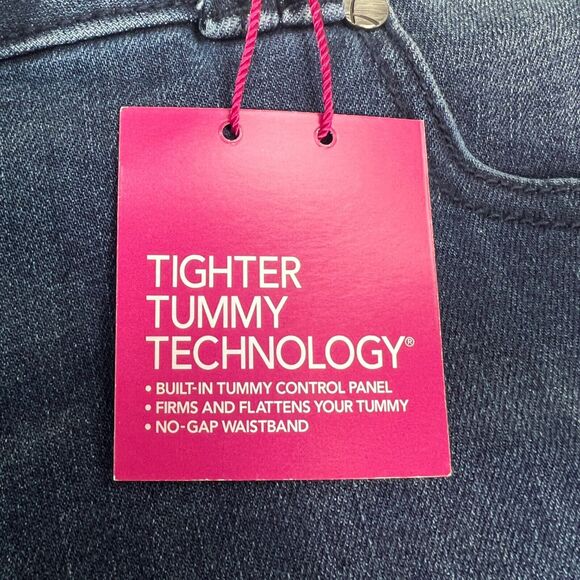 TIGHTER
TUMMY
TECHNOLOGY®
• BUILT-IN TUMMY CONTROL PANEL
• FIRMS AND FLATTENS YOUR TUMMY
• NO-GAP WAISTBAND